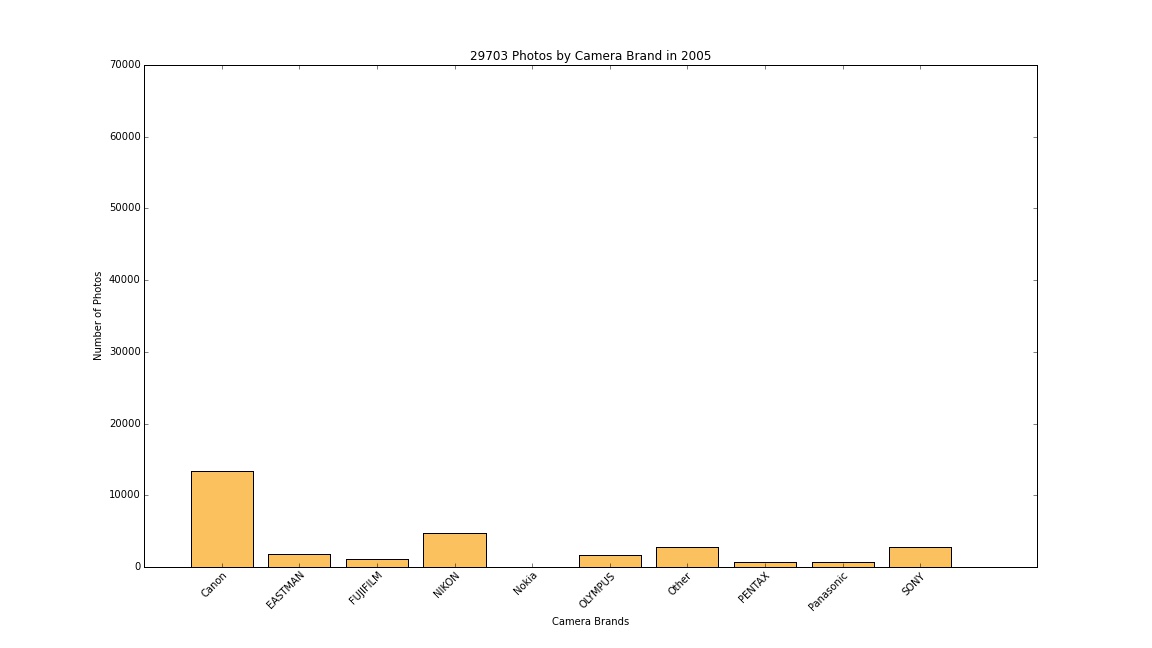 29703 Photos by Camera Brand in 2005
70000
60000
50000
40000
30000
20000
10000
0
Number of Photos
Canon
EASTMAN
FUJIFILM
NIKON
Nokia
OLYMPUS
Other
PENTAX
Panasonic
SONY
Camera Brands